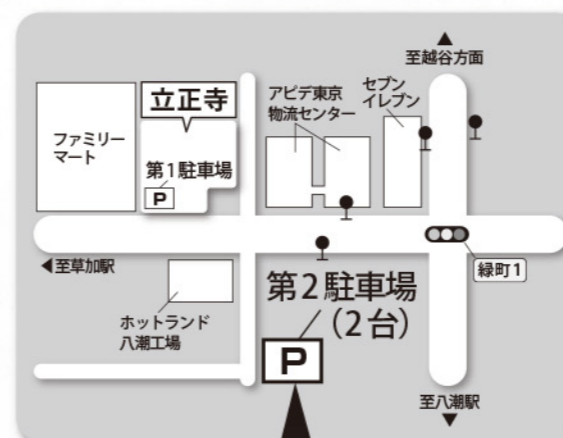 至越谷方面
立正寺
アピデ東京
物流センター
セブン
イレブン
ファミリー
マート
第1駐車場
P
至草加駅
緑町1
ホットランド
八潮工場
第2駐車場
（2台）
P
至八潮駅